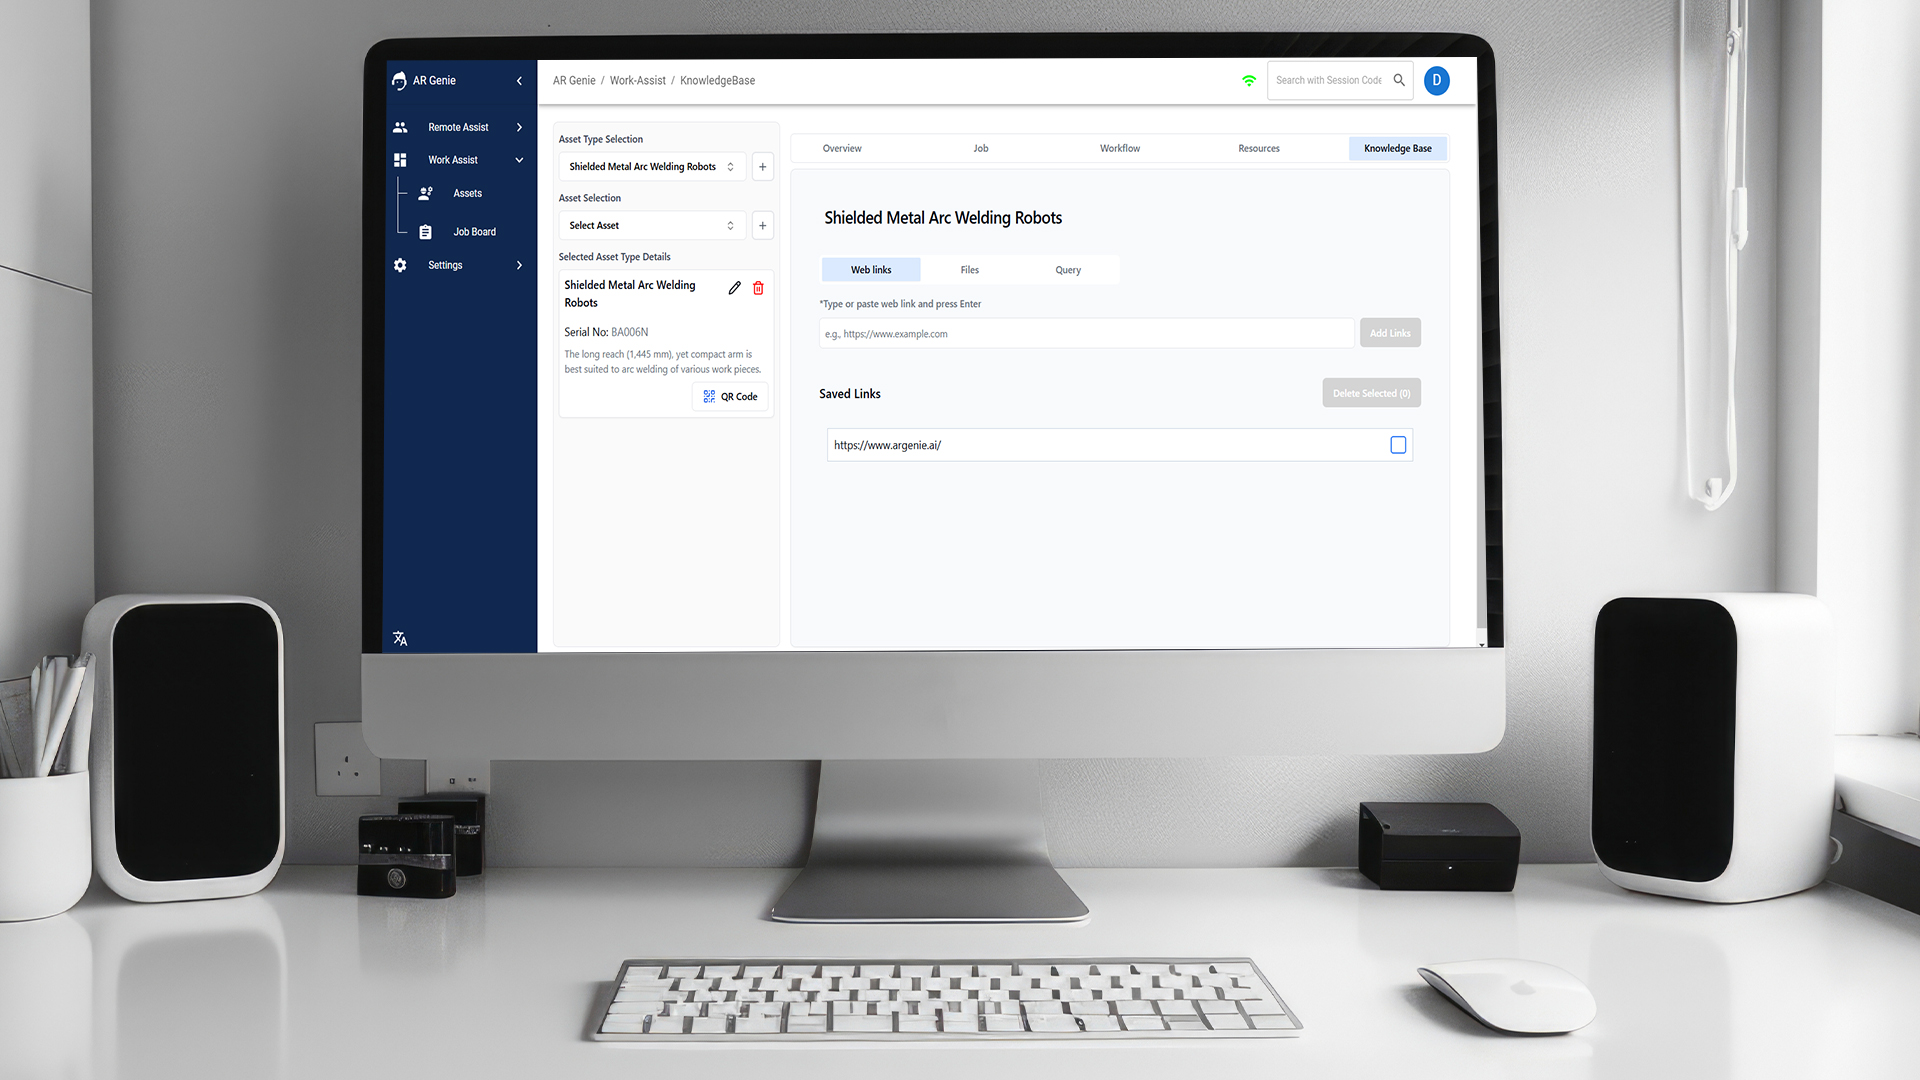 AR Genie
Remote Assist
Work Assist
Assets
Job Board
Settings
AR Genie / Work-Assist / KnowledgeBase
Search with Session Code
D
Asset Type Selection
Shielded Metal Arc Welding Robots
+
Asset Selection
Select Asset
+
Selected Asset Type Details
Shielded Metal Arc Welding
Robots
Serial No: BA006N
The long reach (1,445 mm), yet compact arm is
best suited to arc welding of various work pieces.
QR Code
Overview
Job
Workflow
Resources
Knowledge Base
Shielded Metal Arc Welding Robots
Web links
Files
Query
*Type or paste web link and press Enter
e.g., https://www.example.com
Add Links
Saved Links
Delete Selected (0)
https://www.argenie.ai/